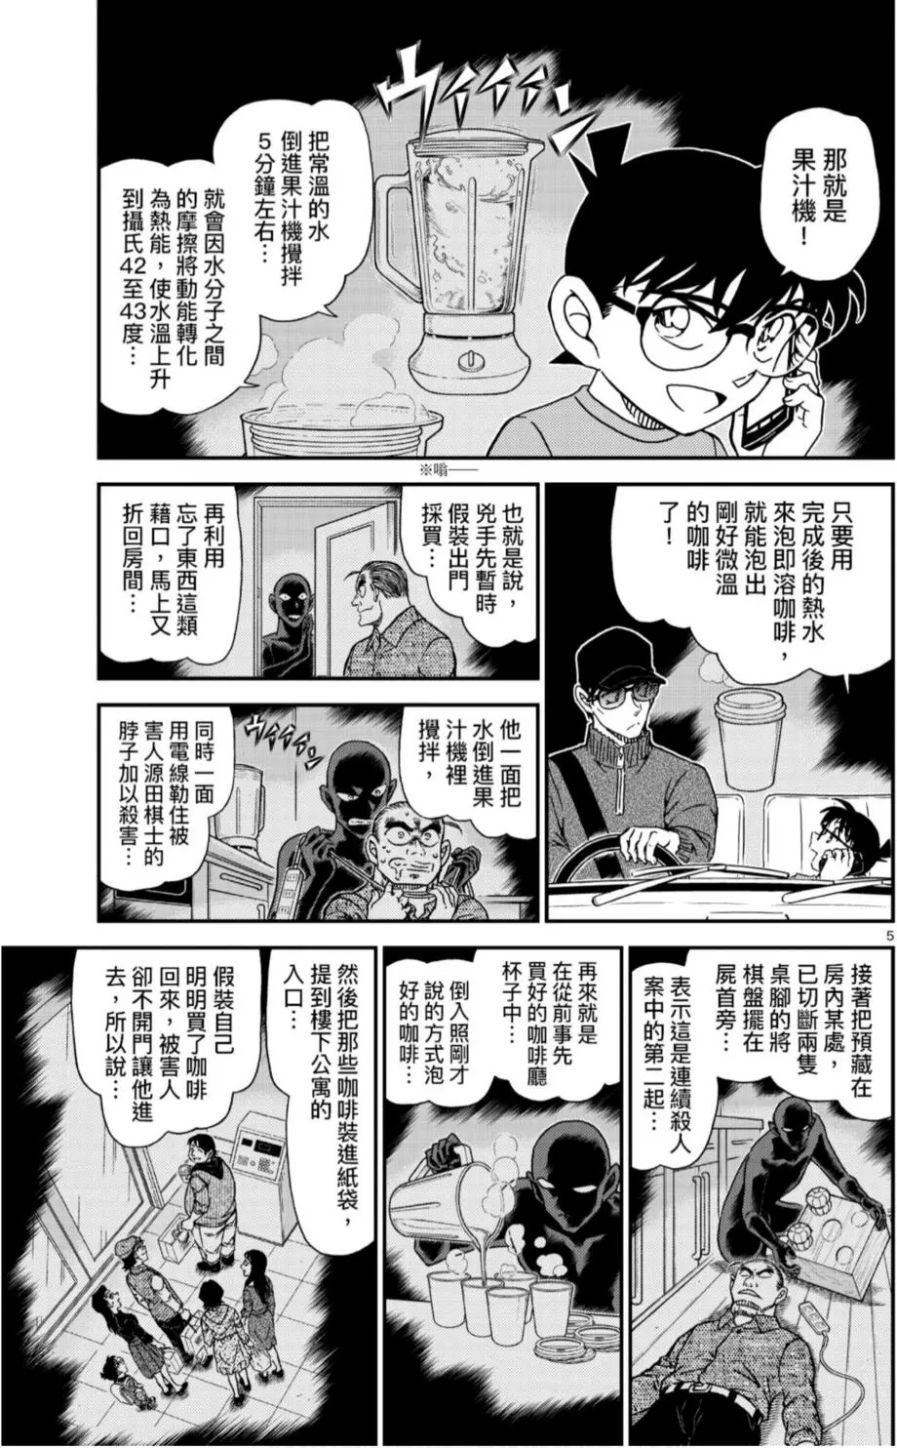 那就是
果汁機！
ウィィィィン
把常溫的水
倒進果汁機攪拌
5分鐘左右…
就會因水分子之間
的摩擦將動能轉化
為熱能，使水溫上升
到攝氏42至43度…
※嗡——
只要用
完成後的熱水
來泡即溶咖啡，
就能泡出
剛好微溫
的咖啡
了！
也就是說，
兇手先暫時
假裝出門
採買…
再利用
忘了東西這類
藉口，馬上又
折回房間…
他一面把
水倒進果
汁機裡
攪拌，
ウィィィン
同時一面
用電線勒住被
害人源田棋士的
脖子加以殺害…
5
接著把預藏在
房內某處，
已切斷兩隻
桌腳的將
棋盤擺在
屍首旁…
表示這是連續殺人
案中的第二起…
再來就是
在從前事先
買好的咖啡廳
杯子中…
倒入照剛才
說的方式泡
好的咖啡…
然後把那些咖啡裝進紙袋，
提到樓下公寓的
入口…
假裝自己
明明買了咖啡
回來，被害人
卻不開門讓他進
去，所以說…